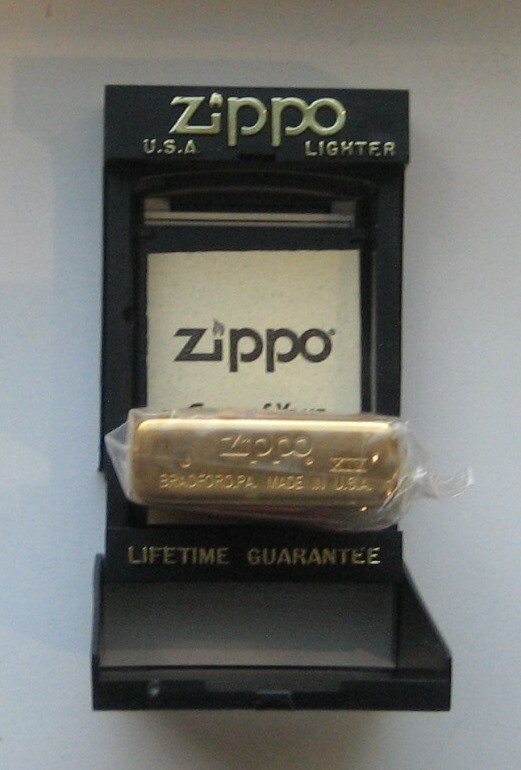 Zippo
U.S.A LIGHTER
Zippo
Zippo
XII
BRADFORD,PA. MADE IN U.S.A.
LIFETIME GUARANTEE